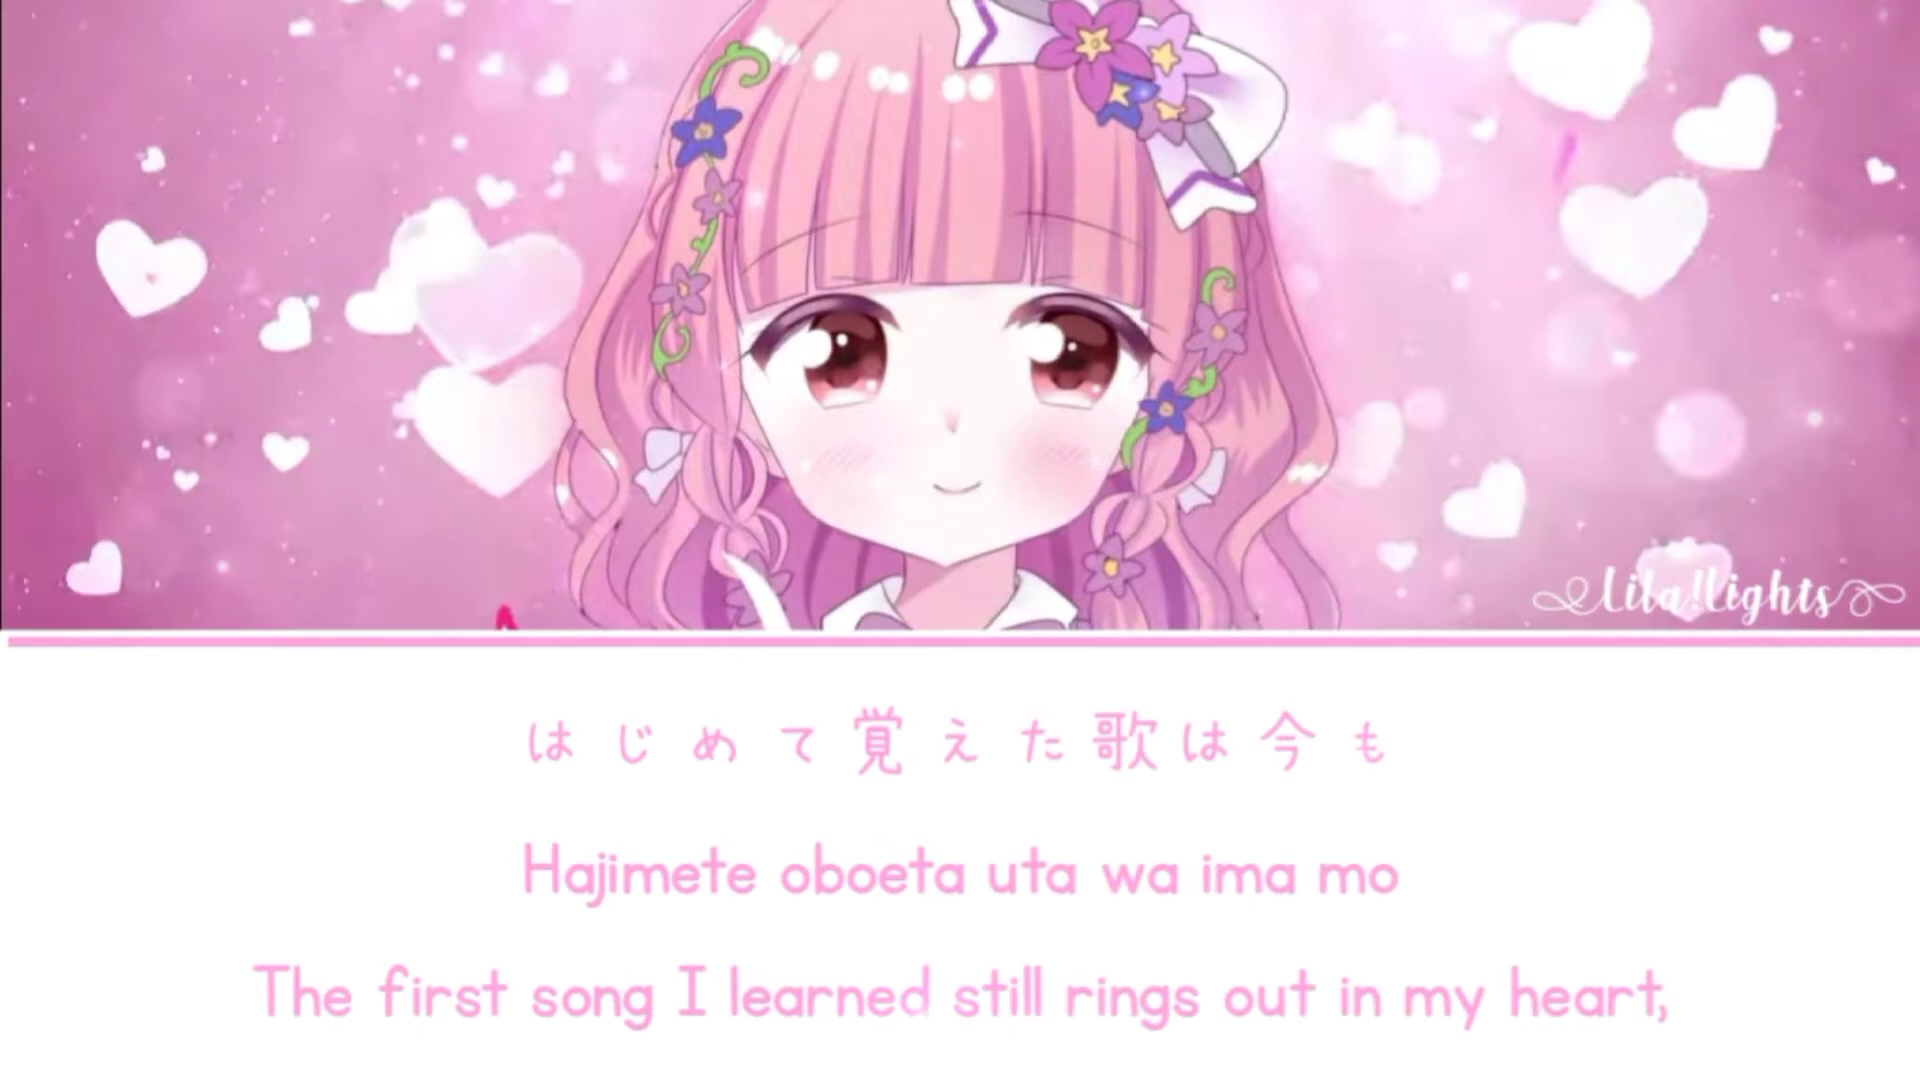 Lila!Lights
はじめて覚えた歌は今も
Hajimete oboeta uta wa ima mo
The first song I learned still rings out in my heart,